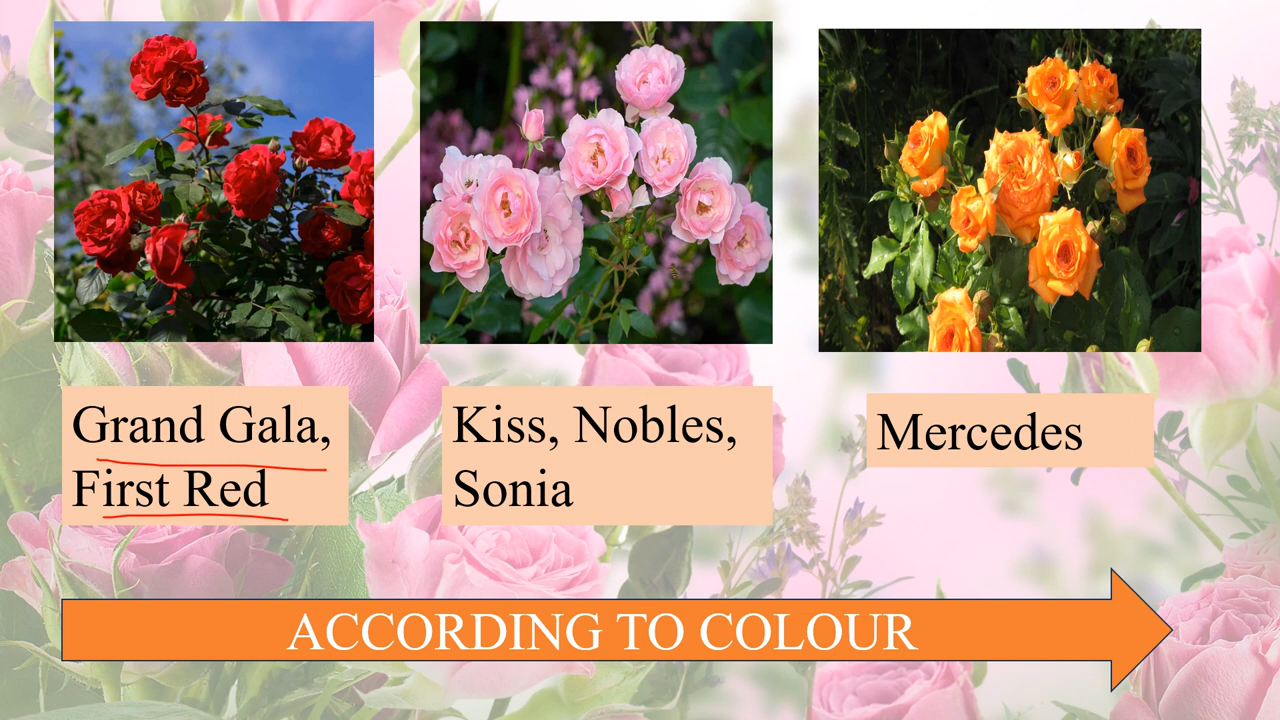 Grand Gala,
First Red
Kiss, Nobles,
Sonia
Mercedes
ACCORDING TO COLOUR